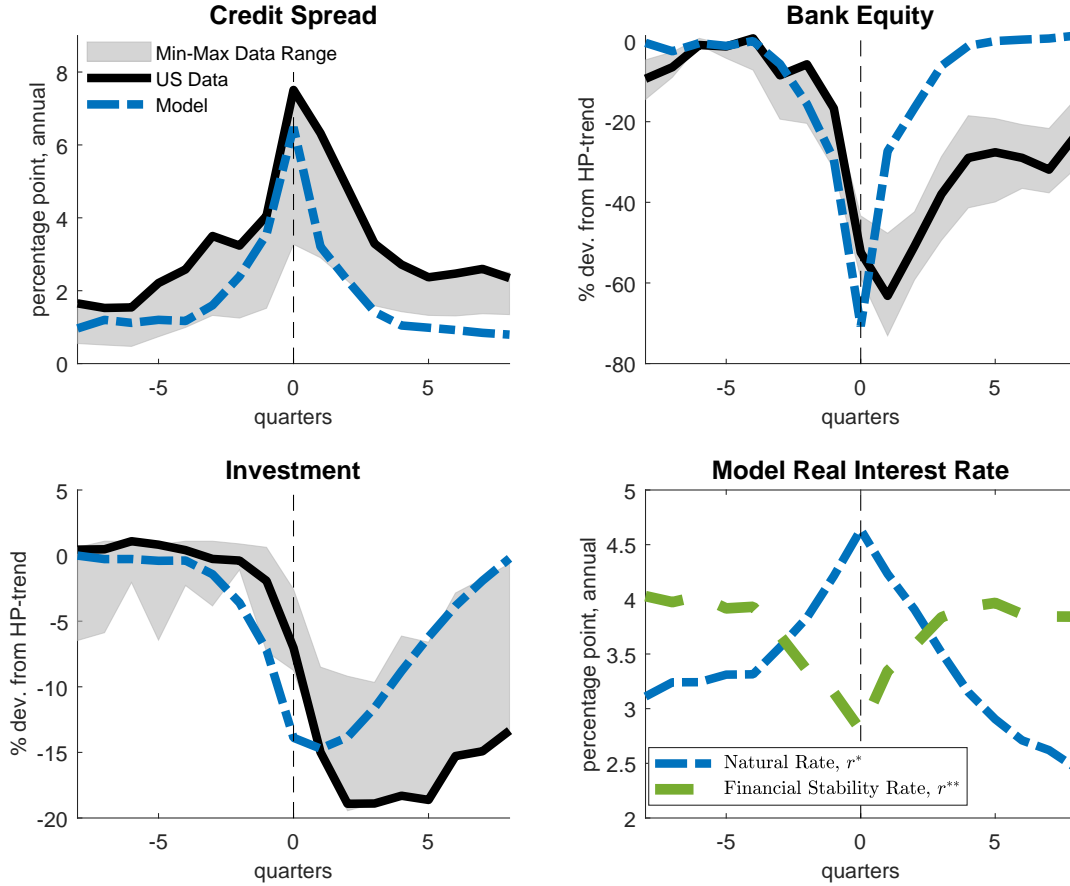 Credit Spread
percentage point, annual
8
6
4
2
0
Min-Max Data Range
US Data
Model
-5
0
5
quarters
Bank Equity
% dev. from HP-trend
0
-20
-40
-60
-80
-5
0
5
quarters
Investment
% dev. from HP-trend
5
0
-5
-10
-15
-20
-5
0
5
quarters
Model Real Interest Rate
percentage point, annual
5
4.5
4
3.5
3
2.5
2
Natural Rate, r*
Financial Stability Rate, r**
-5
0
5
quarters